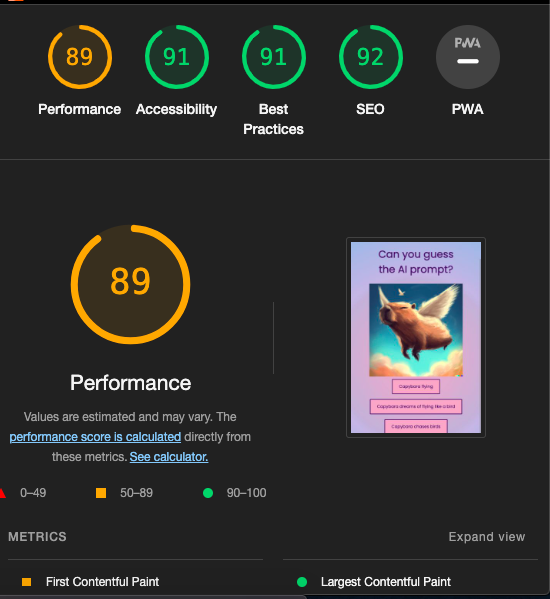 89
91
91
92
PWA
Performance
Accessibility
Best
Practices
SEO
PWA
89
Performance
Values are estimated and may vary. The
performance score is calculated directly from
these metrics. See calculator.
0–49
50–89
90–100
Can you guess
the AI prompt?
Capybara flying
Capybara dreams of flying like a bird
Capybara chases birds
METRICS
Expand view
First Contentful Paint
Largest Contentful Paint